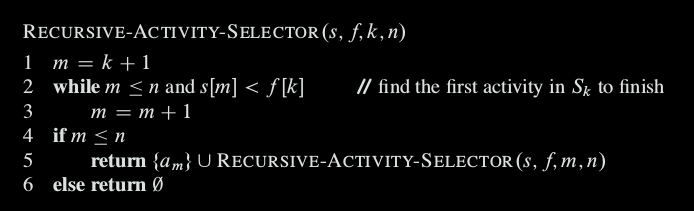 RECURSIVE-ACTIVITY-SELECTOR(s, f, k, n)
1 m = k + 1
2 while m ≤ n and s[m] < f[k] // find the first activity in Sₖ to finish
3 m = m + 1
4 if m ≤ n
5 return {aₘ} ∪ RECURSIVE-ACTIVITY-SELECTOR(s, f, m, n)
6 else return ∅